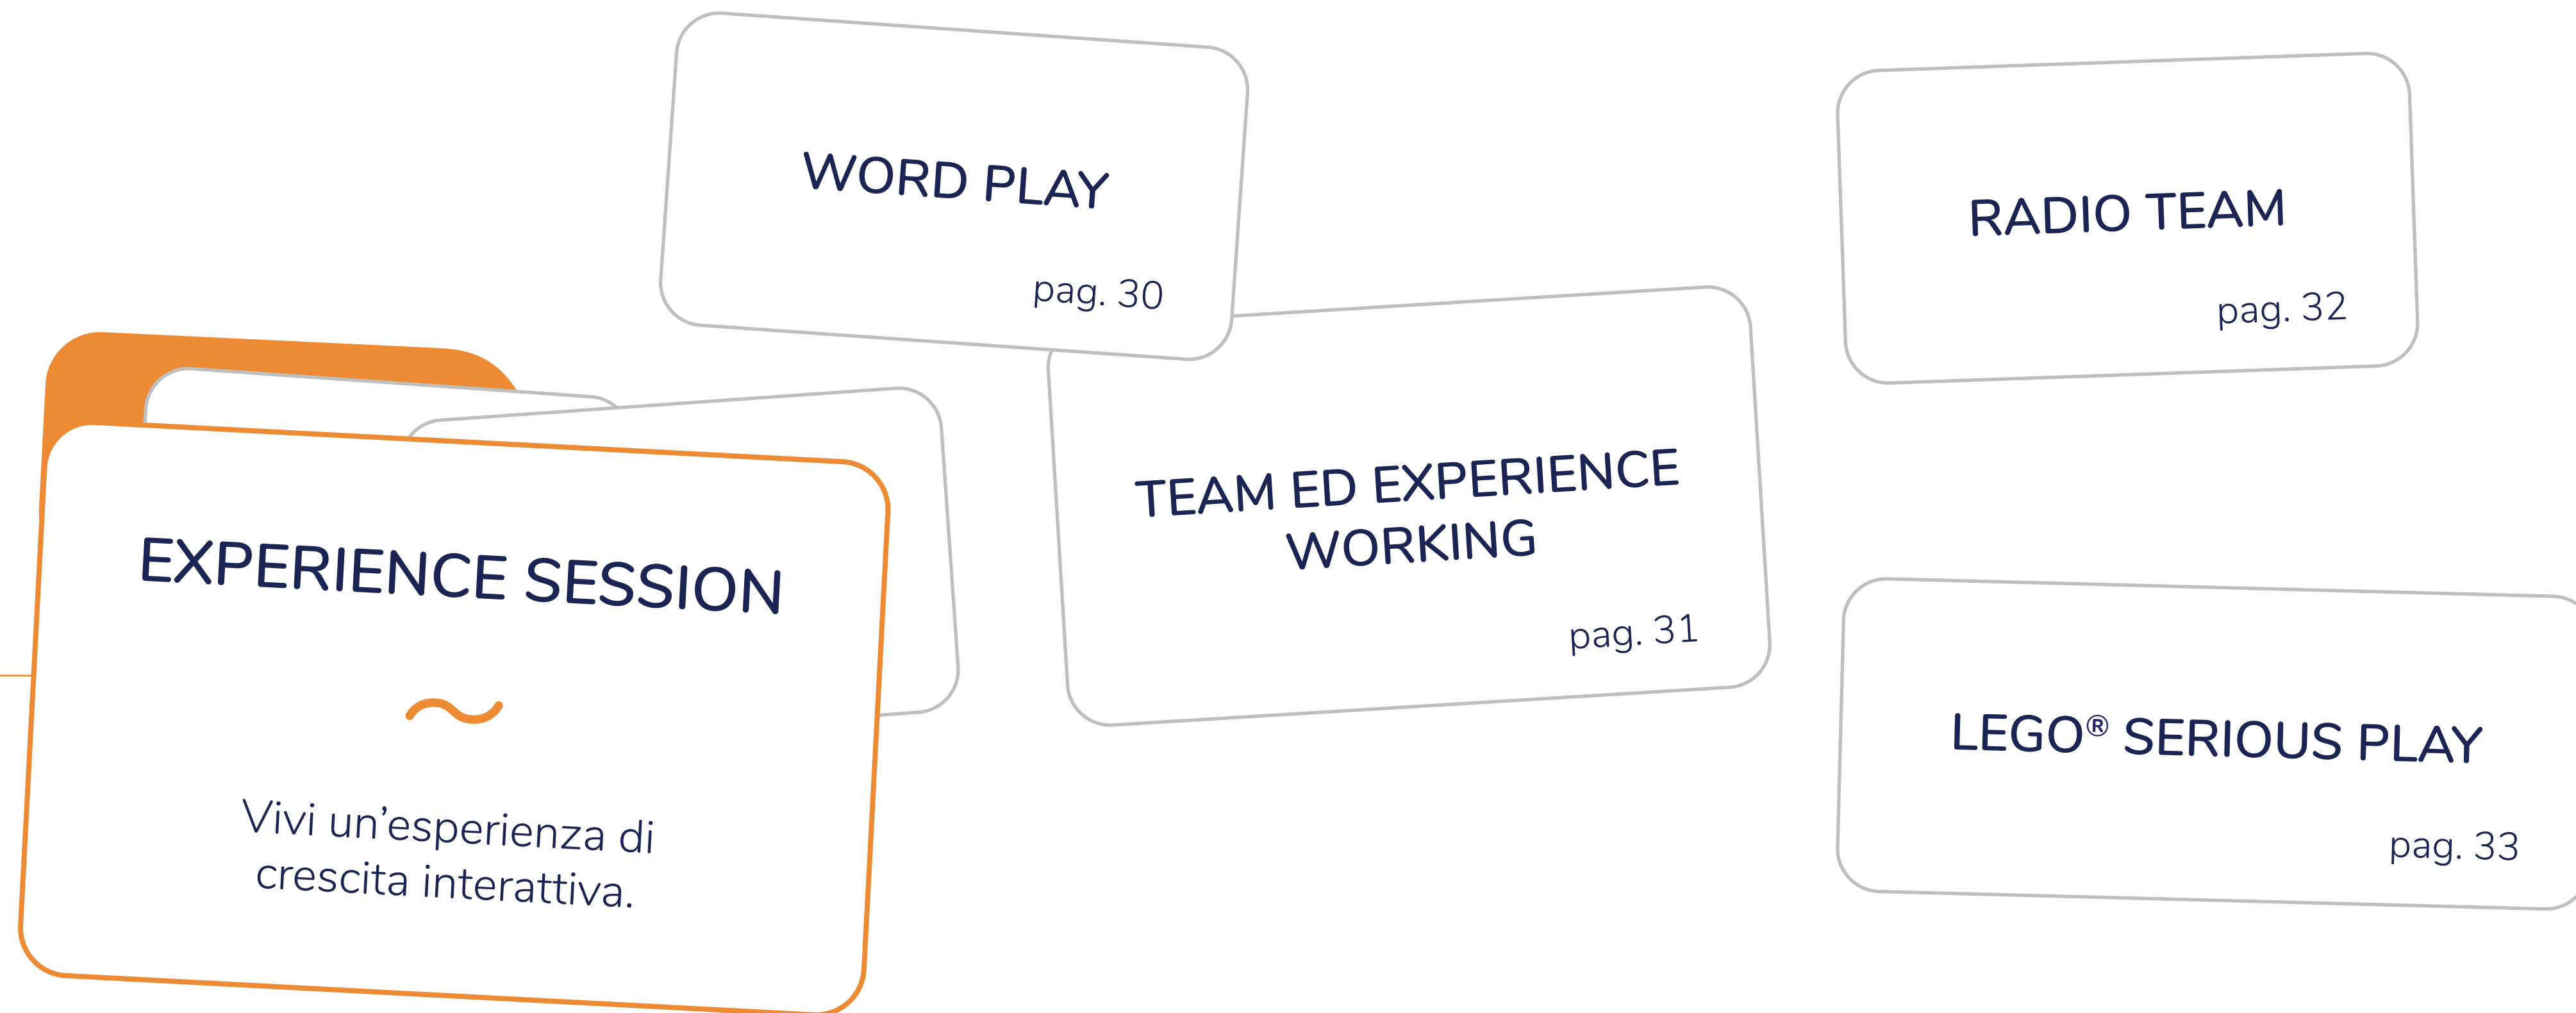 EXPERIENCE SESSION
Vivi un’esperienza di
crescita interattiva.
WORD PLAY
pag. 30
TEAM ED EXPERIENCE
WORKING
pag. 31
RADIO TEAM
pag. 32
LEGO® SERIOUS PLAY
pag. 33